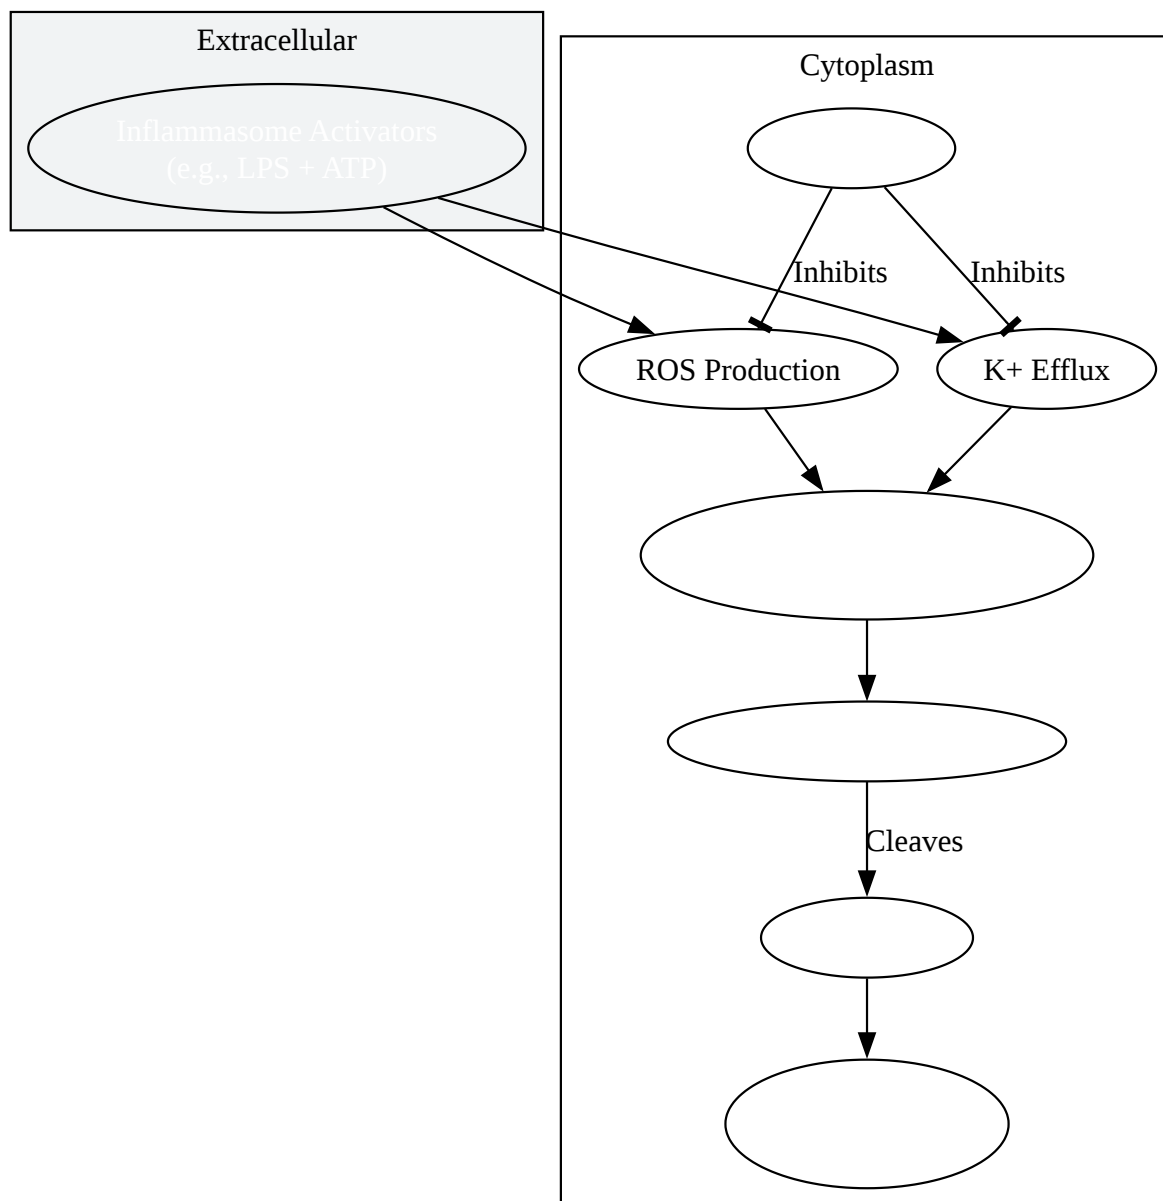 Extracellular
Cytoplasm
Inflammasome Activators
(e.g., LPS + ATP)
Inhibits
Inhibits
ROS Production
K+ Efflux
Cleaves